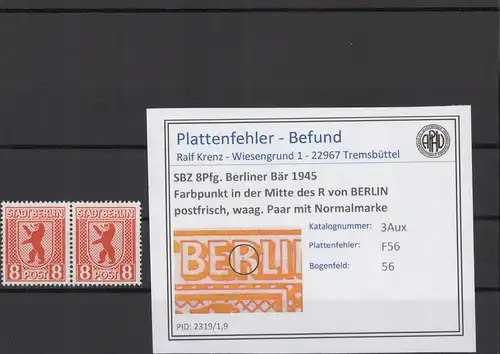 Plattenfehler - Befund
Ralf Krenz - Wiesengrund 1 - 22967 Tremsbüttel
SBZ 8Pfg. Berliner Bär 1945
Farbpunkt in der Mitte des R von BERLIN
postfrisch, waag. Paar mit Normalmarke
Katalognummer: 3Aux
Plattenfehler: F56
Bogenfeld: 56
BERLI
PID: 2319/1,9
STADT BERLIN STADT BERLIN
8 POST 8 8 POST 8